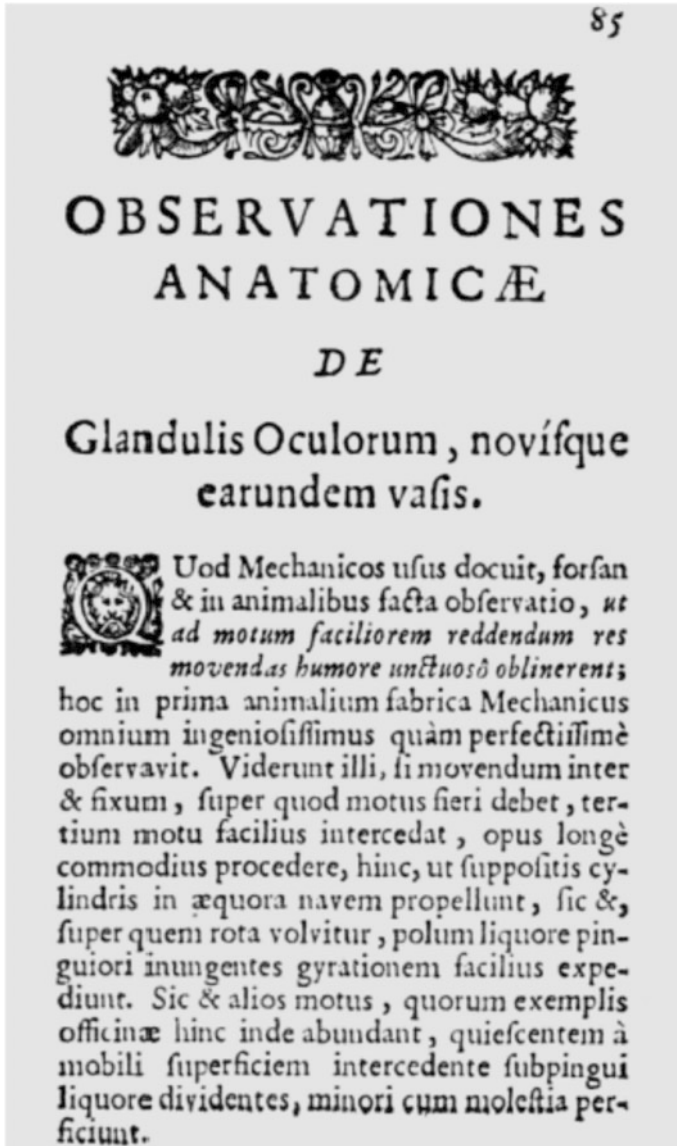 85
OBSERVATIONES
ANATOMICÆ
DE
Glandulis Oculorum, novíſque
earundem vaſis.
QUod Mechanicos uſus docuit, forſan
& in animalibus facta obſervatio, ut
ad motum faciliorem reddendum res
movendas humore unctuosô oblinerent;
hoc in prima animalium fabrica Mechanicus
omnium ingenioſiſſimus quàm perfectiſſimè
obſervavit. Viderunt illi, ſi movendum inter
& fixum, ſuper quod motus fieri debet, ter-
tium motu facilius intercedat, opus longè
commodius procedere, hinc, ut ſuppoſitis cy-
lindris in æquora navem propellunt, ſic &,
ſuper quem rota volvitur, polum liquore pin-
guiori inungentes gyrationem facilius expe-
diunt. Sic & alios motus, quorum exemplis
officinæ hinc inde abundant, quieſcentem à
mobili ſuperficiem intercedente ſubpingui
liquore dividentes, minori cum moleſtia per-
ficiunt.